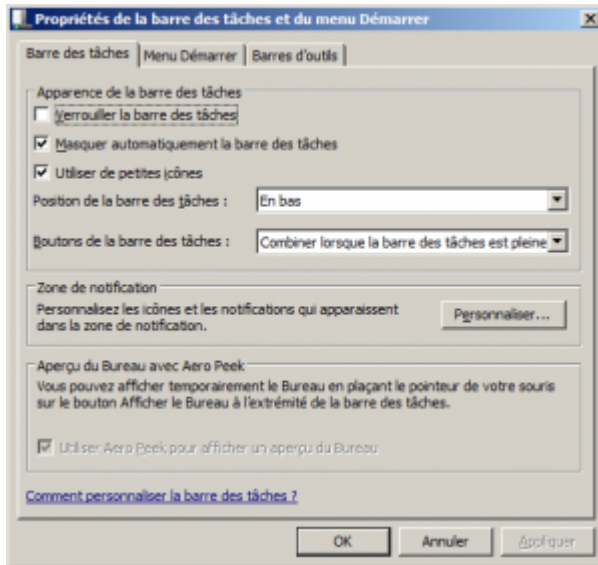 Propriétés de la barre des tâches et du menu Démarrer
Barre des tâches Menu Démarrer Barres d'outils
Apparence de la barre des tâches
Verrouiller la barre des tâches
Masquer automatiquement la barre des tâches
Utiliser de petites icônes
Position de la barre des tâches : En bas
Boutons de la barre des tâches : Combiner lorsque la barre des tâches est pleine
Zone de notification
Personnalisez les icônes et les notifications qui apparaissent
dans la zone de notification.
Personnaliser...
Aperçu du Bureau avec Aero Peek
Vous pouvez afficher temporairement le Bureau en plaçant le pointeur de votre souris
sur le bouton Afficher le Bureau à l'extrémité de la barre des tâches.
Utiliser Aero Peek pour afficher un aperçu du Bureau
Comment personnaliser la barre des tâches ?
OK Annuler Appliquer